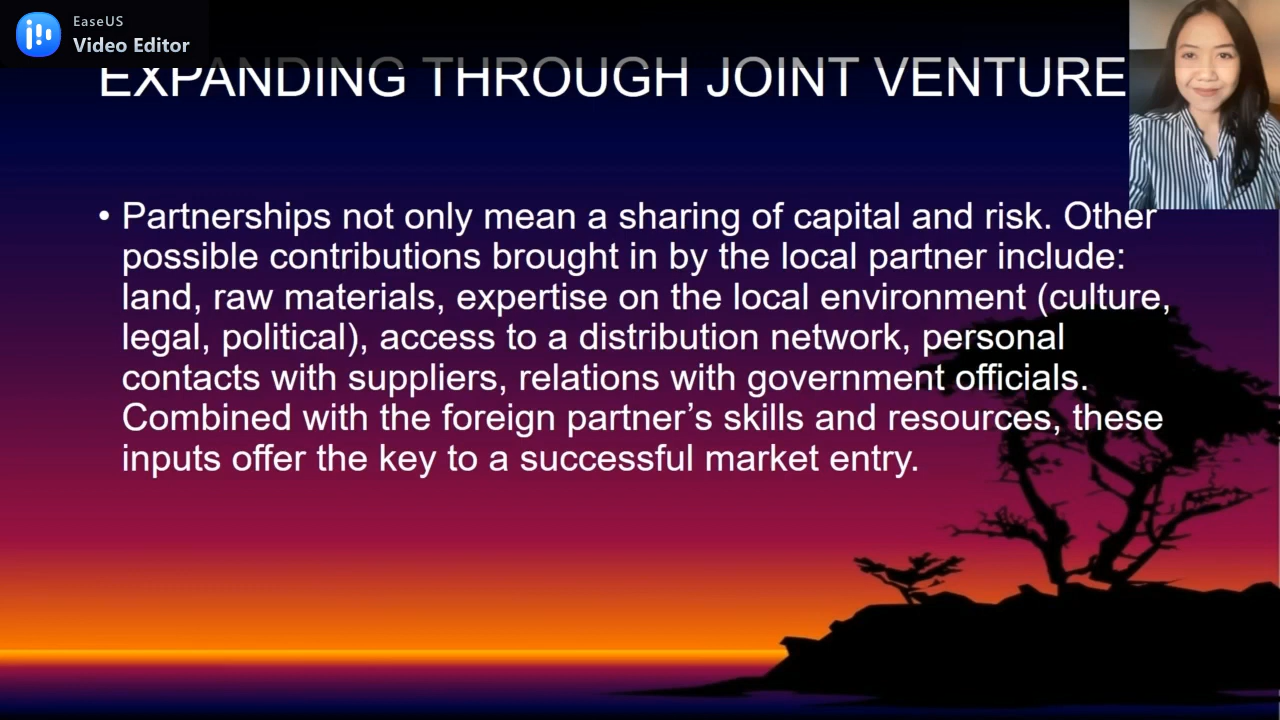 EaseUS
Video Editor
EXPANDING THROUGH JOINT VENTURE
• Partnerships not only mean a sharing of capital and risk. Other
possible contributions brought in by the local partner include:
land, raw materials, expertise on the local environment (culture,
legal, political), access to a distribution network, personal
contacts with suppliers, relations with government officials.
Combined with the foreign partner’s skills and resources, these
inputs offer the key to a successful market entry.